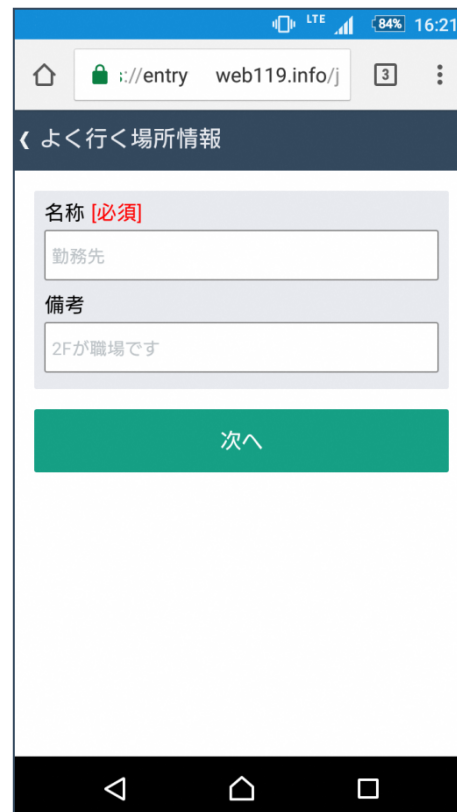 LTE 84% 16:21
://entry web119.info/j 3
よく行く場所情報
名称 [必須]
勤務先
備考
2Fが職場です
次へ